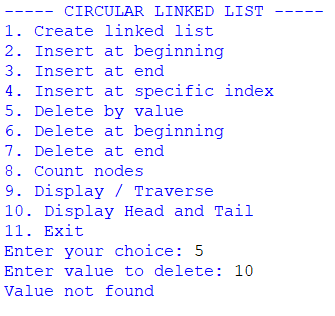 ----- CIRCULAR LINKED LIST -----
1. Create linked list
2. Insert at beginning
3. Insert at end
4. Insert at specific index
5. Delete by value
6. Delete at beginning
7. Delete at end
8. Count nodes
9. Display / Traverse
10. Display Head and Tail
11. Exit
Enter your choice: 5
Enter value to delete: 10
Value not found